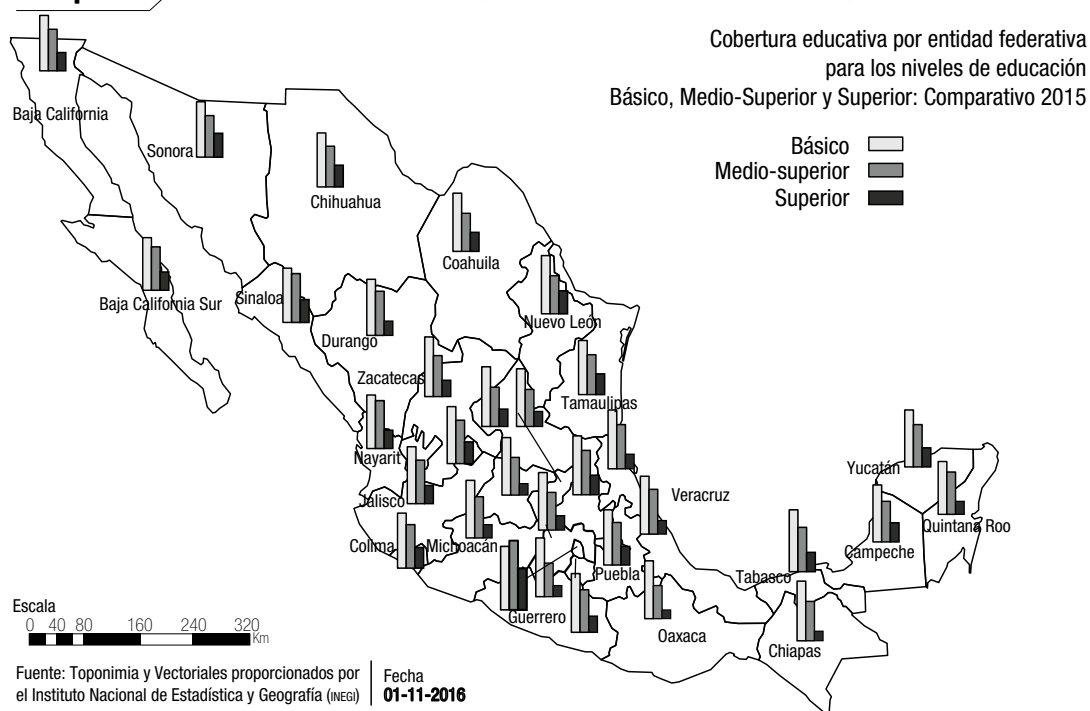 Cobertura educativa por entidad federativa
para los niveles de educación
Básico, Medio-Superior y Superior: Comparativo 2015
Básico
Medio-superior
Superior
Baja California
Sonora
Chihuahua
Coahuila
Baja California Sur
Sinaloa
Durango
Nuevo León
Zacatecas
Tamaulipas
Nayarit
Jalisco
Colima
Michoacán
Veracruz
Yucatán
Quintana Roo
Campeche
Tabasco
Puebla
Guerrero
Oaxaca
Chiapas
Escala
0 40 80 160 240 320
Km
Fuente: Toponimia y Vectoriales proporcionados por
el Instituto Nacional de Estadística y Geografía (INEGI)
Fecha
01-11-2016